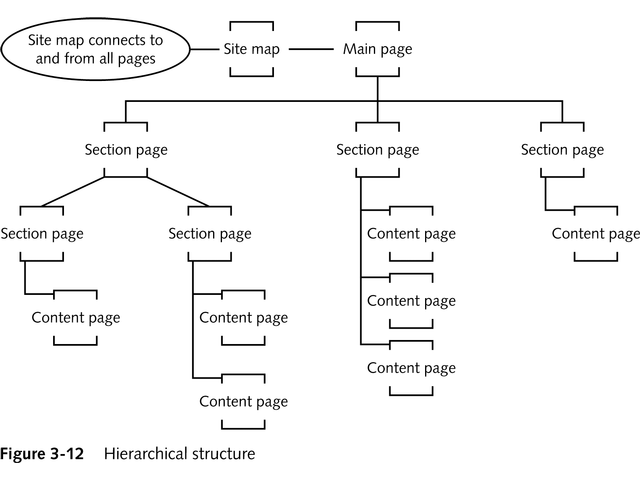 Site map connects to
and from all pages
Site map
Main page
Section page
Section page
Section page
Section page
Section page
Content page
Content page
Content page
Content page
Content page
Content page
Content page
Figure 3-12 Hierarchical structure